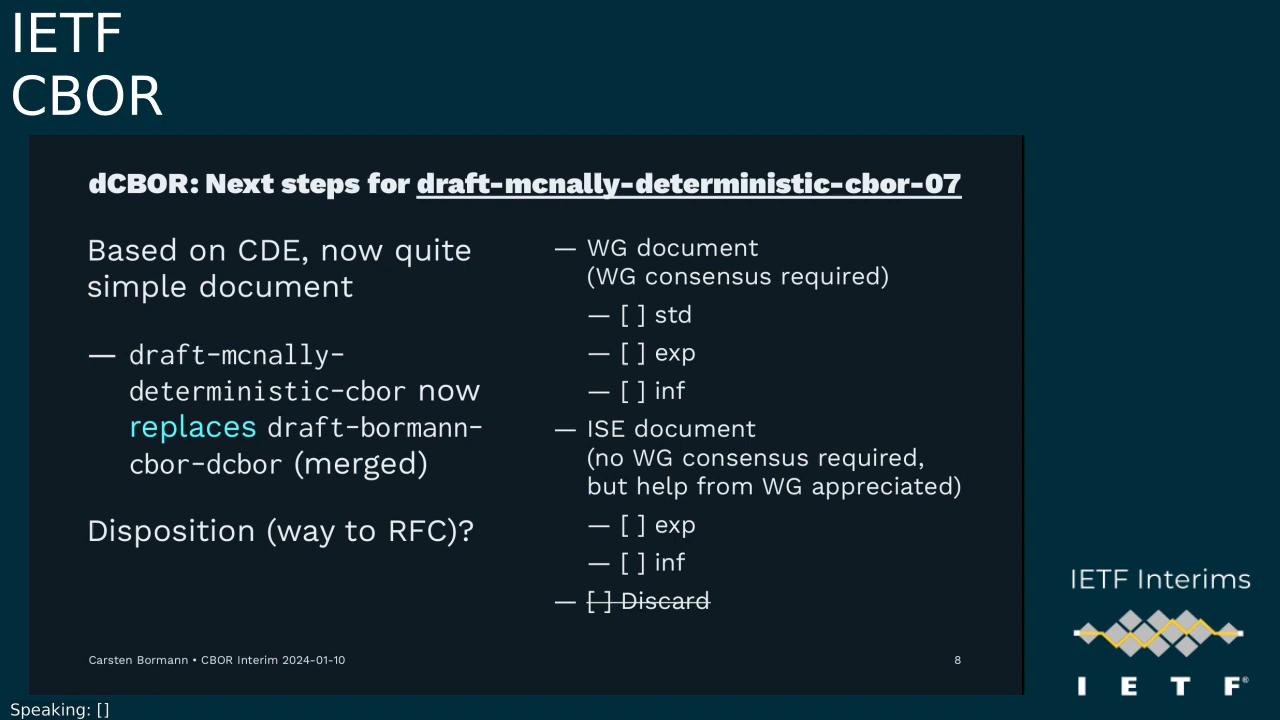 IETF
CBOR
dCBOR: Next steps for draft-mcnally-deterministic-cbor-07
Based on CDE, now quite
simple document
— draft-mcnally-
deterministic-cbor now
replaces draft-bormann-
cbor-dcbor (merged)
Disposition (way to RFC)?
— WG document
(WG consensus required)
— [ ] std
— [ ] exp
— [ ] inf
— ISE document
(no WG consensus required,
but help from WG appreciated)
— [ ] exp
— [ ] inf
— [ ] Discard
Carsten Bormann • CBOR Interim 2024-01-10
8
IETF Interims
I E T F®
Speaking: []